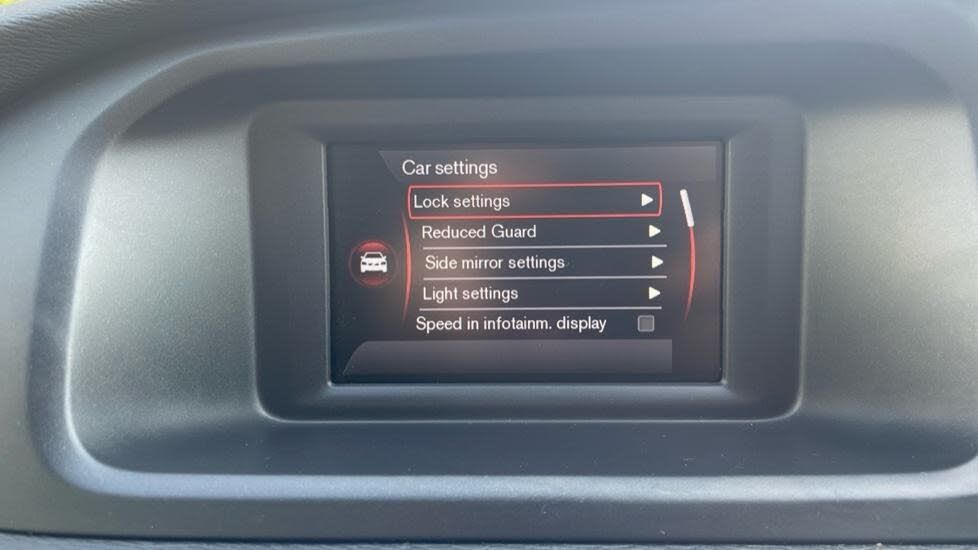 Car settings
Lock settings
Reduced Guard
Side mirror settings
Light settings
Speed in infotainm. display